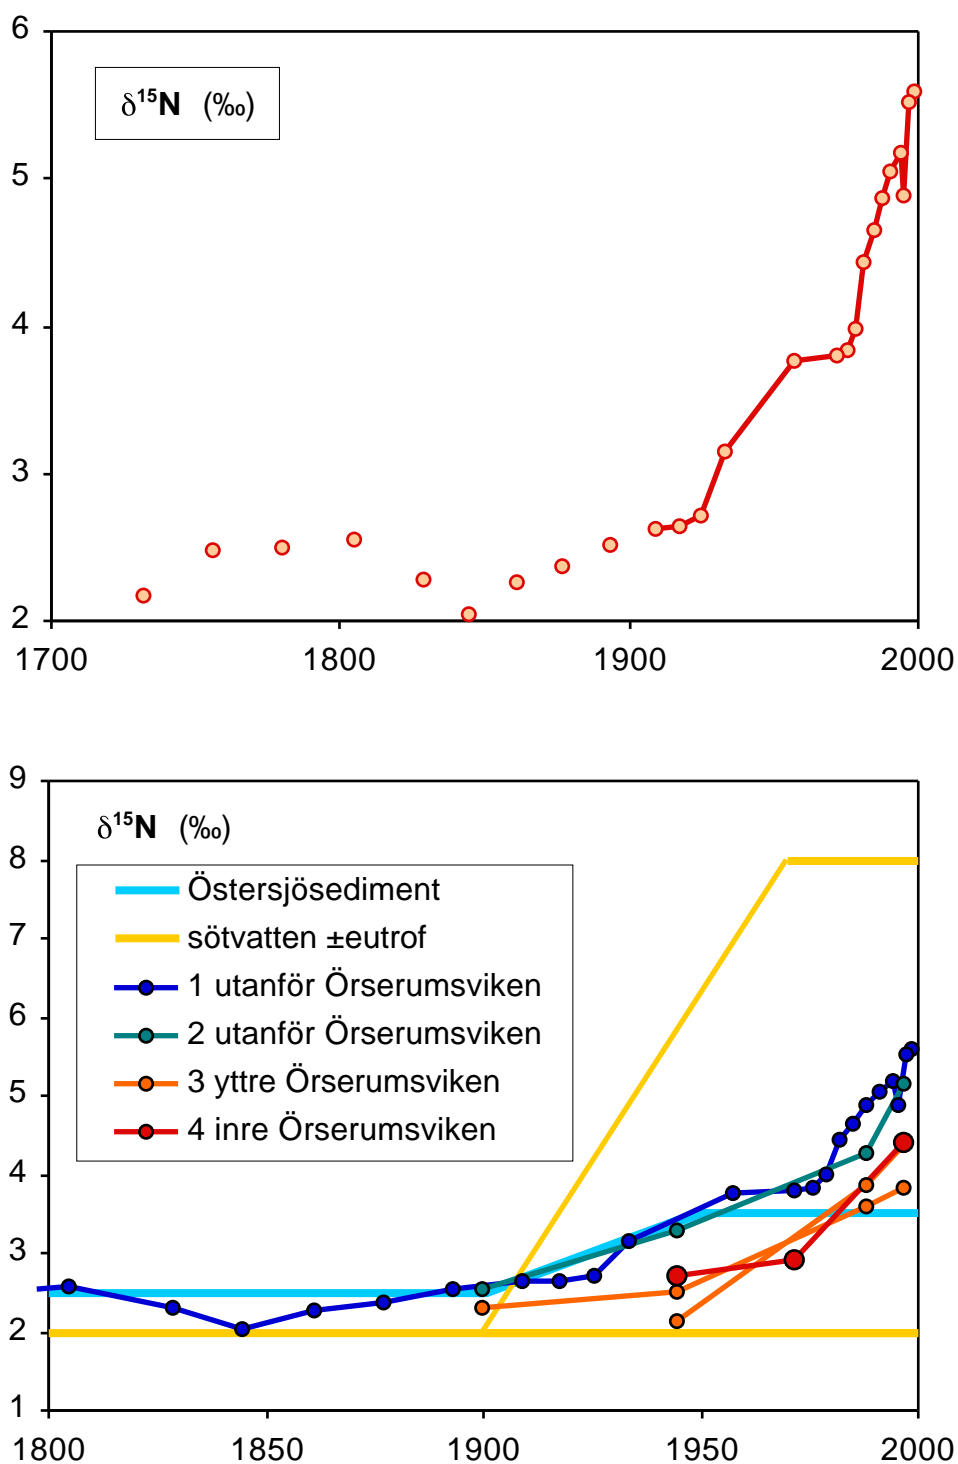 6
δ¹⁵N (‰)
5
4
3
2
1700 1800 1900 2000
9
δ¹⁵N (‰)
8
Östersjösediment
7
sötvatten ±eutrof
1 utanför Örserumsviken
6
2 utanför Örserumsviken
5
3 yttre Örserumsviken
4 inre Örserumsviken
4
3
2
1
1800 1850 1900 1950 2000